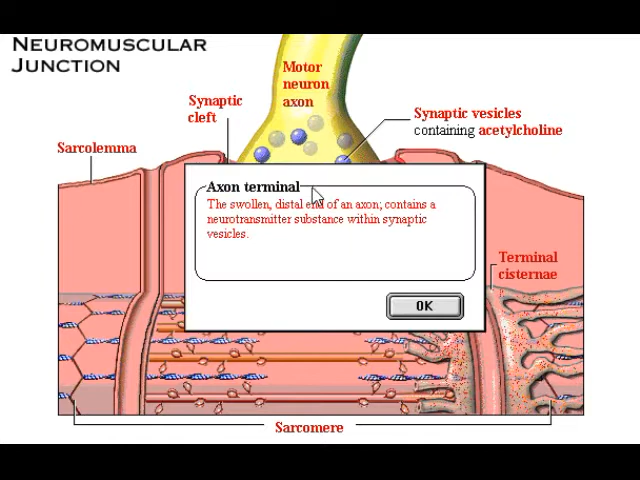 NEUROMUSCULAR
JUNCTION
Motor
neuron
axon
Synaptic
cleft
Synaptic vesicles
containing acetylcholine
Sarcolemma
Axon terminal
The swollen, distal end of an axon; contains a
neurotransmitter substance within synaptic
vesicles.
Terminal
cisternae
OK
Sarcomere